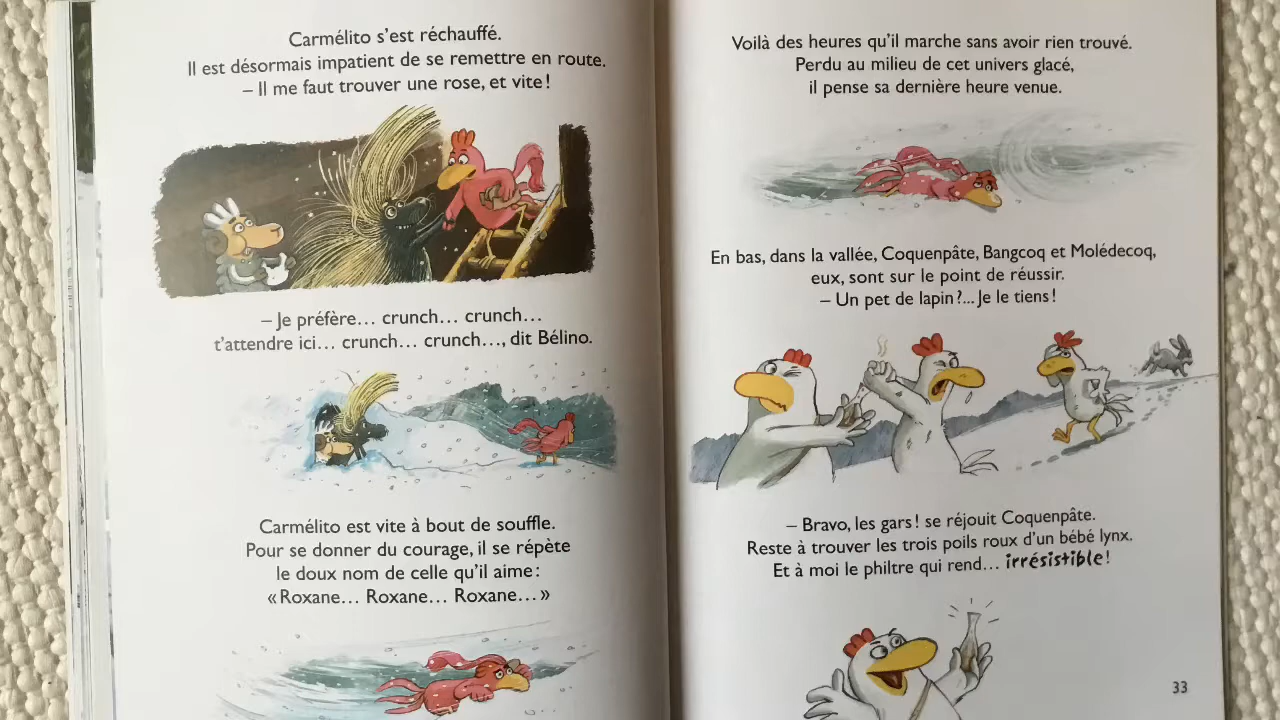 Carmélito s'est réchauffé.
Il est désormais impatient de se remettre en route.
– Il me faut trouver une rose, et vite !
– Je préfère… crunch… crunch…
t'attendre ici… crunch… crunch…, dit Bélino.
Carmélito est vite à bout de souffle.
Pour se donner du courage, il se répète
le doux nom de celle qu'il aime :
« Roxane… Roxane… Roxane… »
Voilà des heures qu'il marche sans avoir rien trouvé.
Perdu au milieu de cet univers glacé,
il pense sa dernière heure venue.
En bas, dans la vallée, Coquenpâte, Bangcoq et Molédecoq,
eux, sont sur le point de réussir.
– Un pet de lapin ?… Je le tiens !
– Bravo, les gars ! se réjouit Coquenpâte.
Reste à trouver les trois poils roux d'un bébé lynx.
Et à moi le philtre qui rend… irrésistible !
33